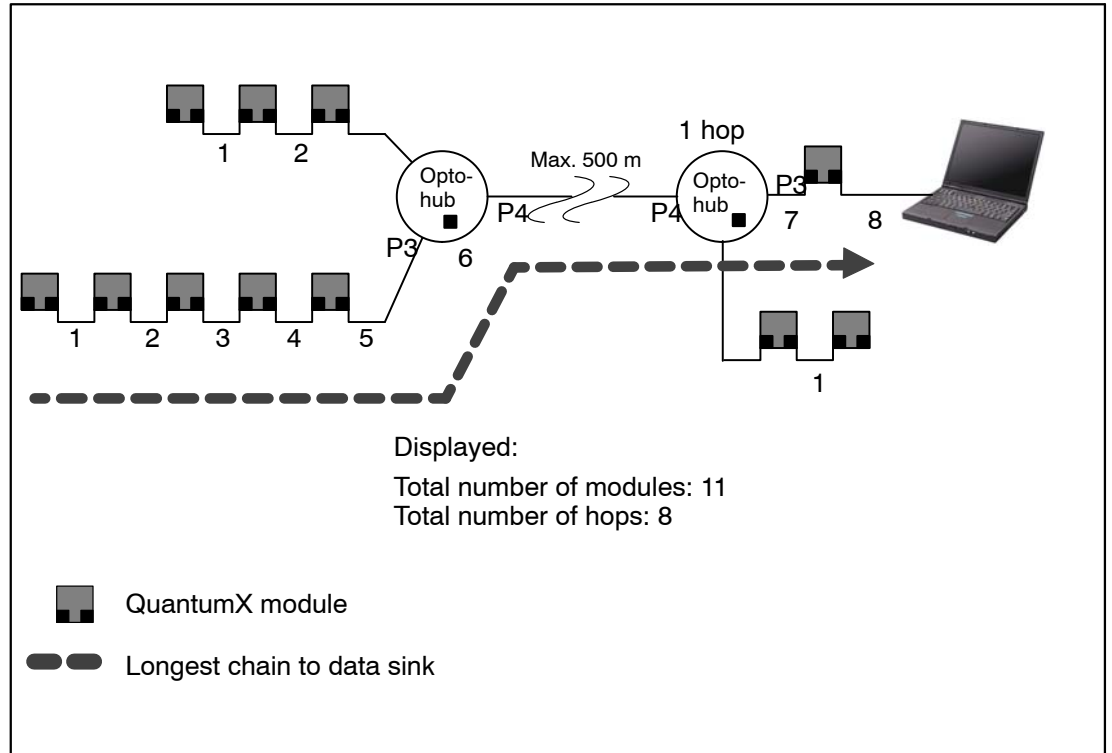 1 hop
1 2
Max. 500 m
Opto-
hub
P4
P4
Opto-
hub
P3
7 8
P3
6
1 2 3 4 5
1
Displayed:
Total number of modules: 11
Total number of hops: 8
QuantumX module
Longest chain to data sink